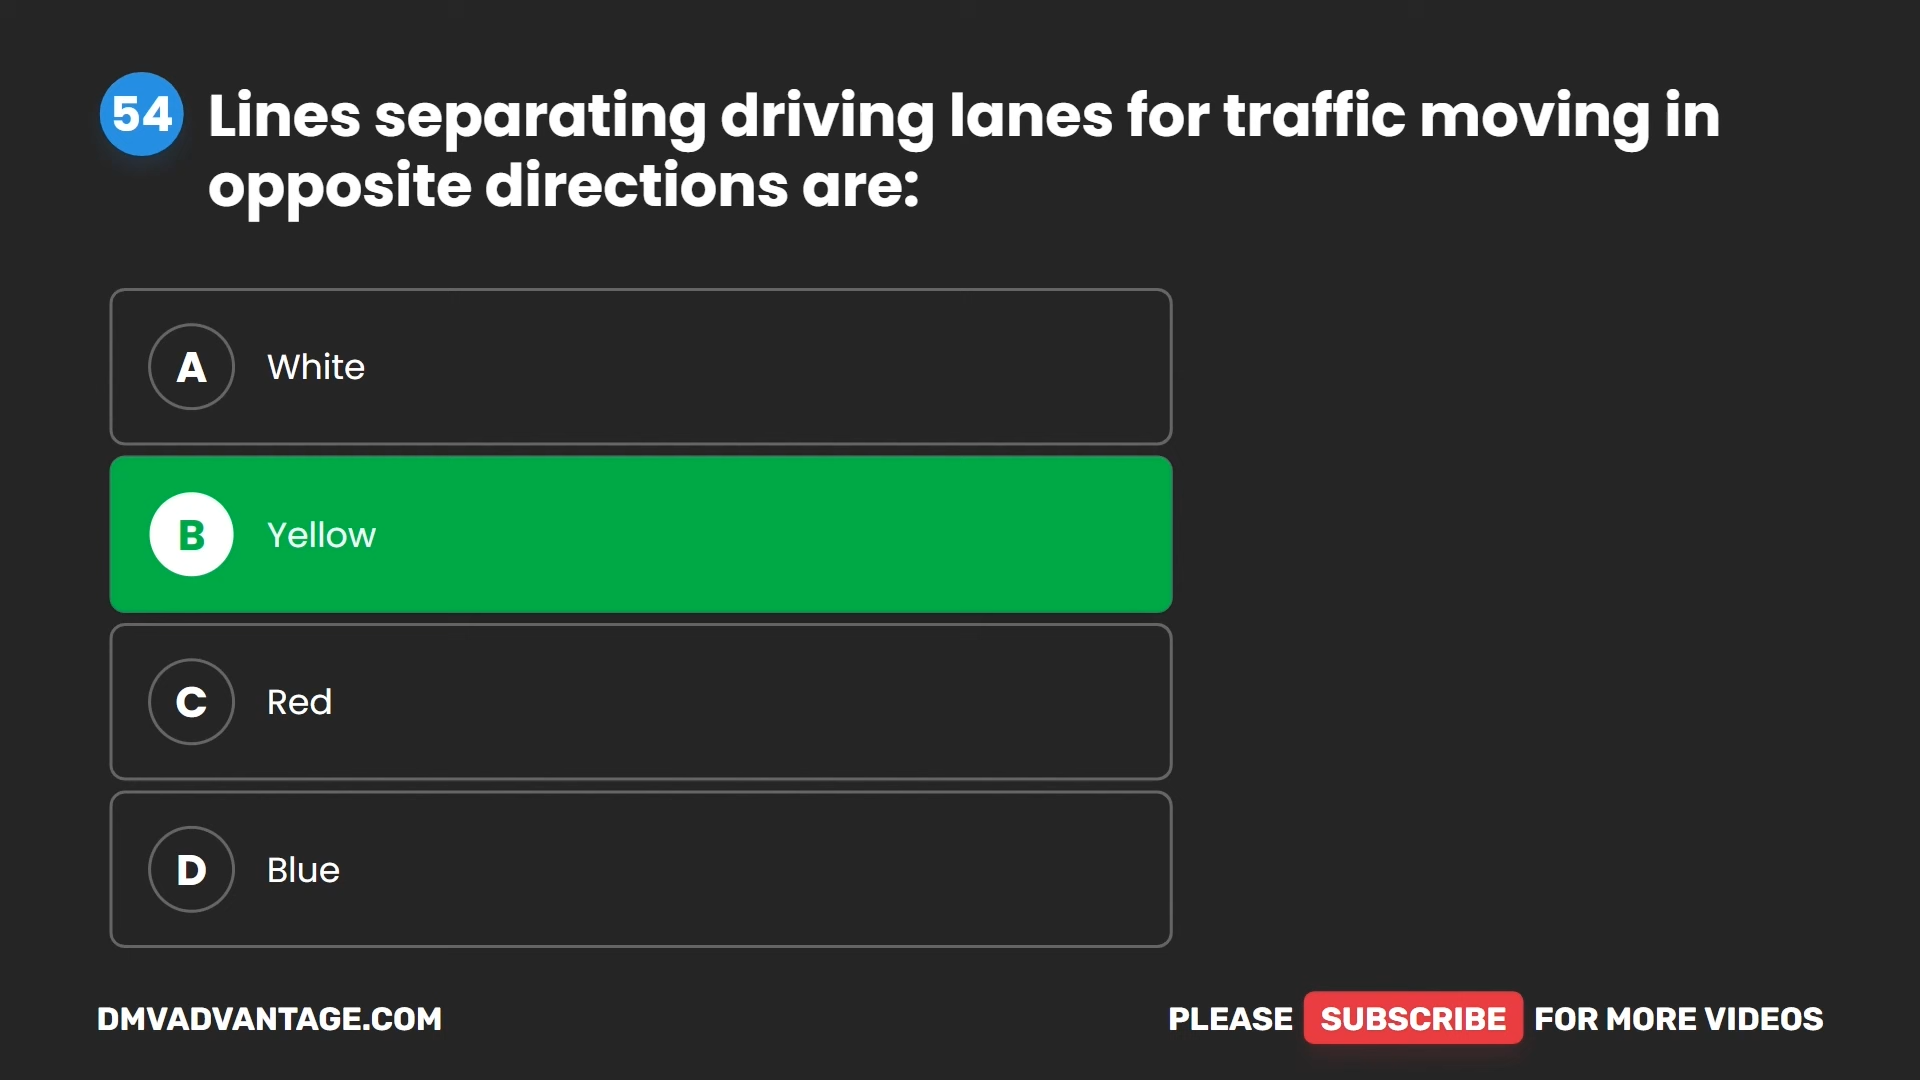 54 Lines separating driving lanes for traffic moving in
opposite directions are:
A White
B Yellow
C Red
D Blue
DMVADVANTAGE.COM PLEASE SUBSCRIBE FOR MORE VIDEOS